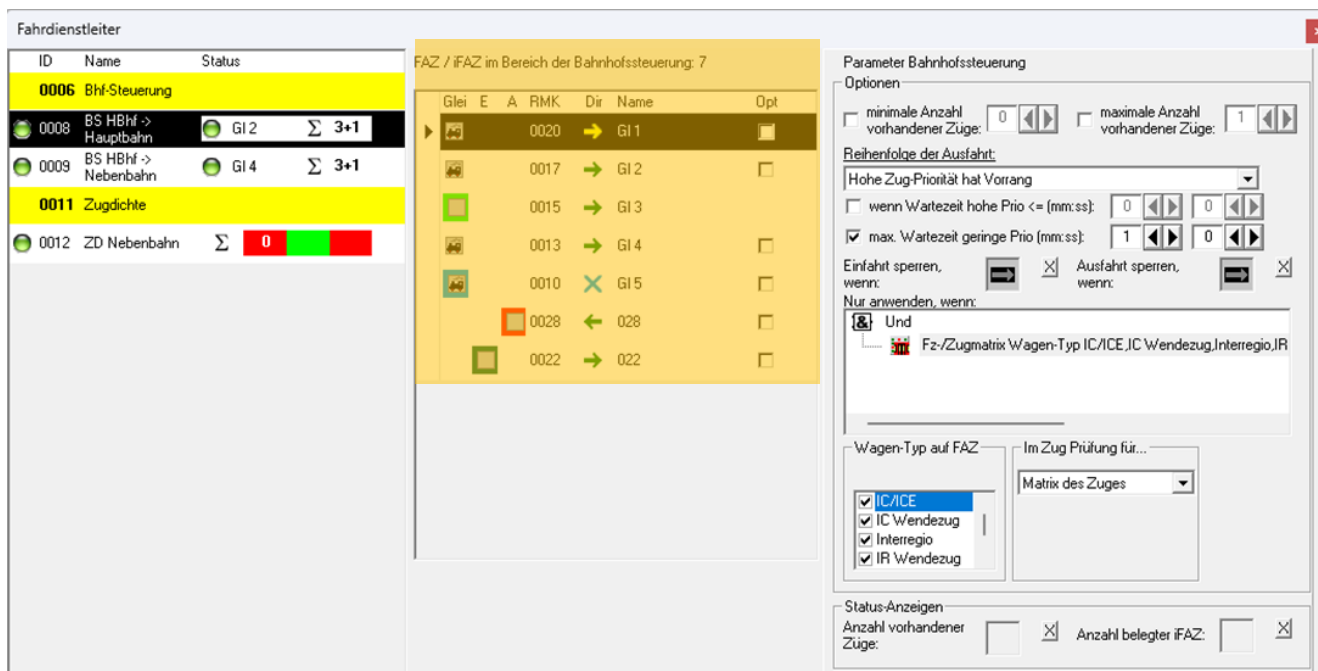 Fahrdienstleiter
ID Name Status
0006 Bhf-Steuerung
0008 BS HBhf -> Hauptbahn Gl 2 Σ 3+1
0009 BS HBhf -> Nebenbahn Gl 4 Σ 3+1
0011 Zugdichte
0012 ZD Nebenbahn Σ 0
FAZ / iFAZ im Bereich der Bahnhofssteuerung: 7
Glei E A RMK Dir Name Opt
0020 Gl 1
0017 Gl 2
0015 Gl 3
0013 Gl 4
0010 Gl 5
0028 028
0022 022
Parameter Bahnhofssteuerung
Optionen
minimale Anzahl vorhandener Züge: 0 maximale Anzahl vorhandener Züge: 1
Reihenfolge der Ausfahrt:
Hohe Zug-Priorität hat Vorrang
wenn Wartezeit hohe Prio <= (mm:ss): 0 0
max. Wartezeit geringe Prio (mm:ss): 1 0
Einfahrt sperren, wenn: X Ausfahrt sperren, wenn: X
Nur anwenden, wenn:
& Und
Fz-/Zugmatrix Wagen-Typ IC/ICE,IC Wendezug,Interregio,IR
Wagen-Typ auf FAZ
IC/ICE
IC Wendezug
Interregio
IR Wendezug
Im Zug Prüfung für...
Matrix des Zuges
Status-Anzeigen
Anzahl vorhandener Züge: X Anzahl belegter iFAZ: X